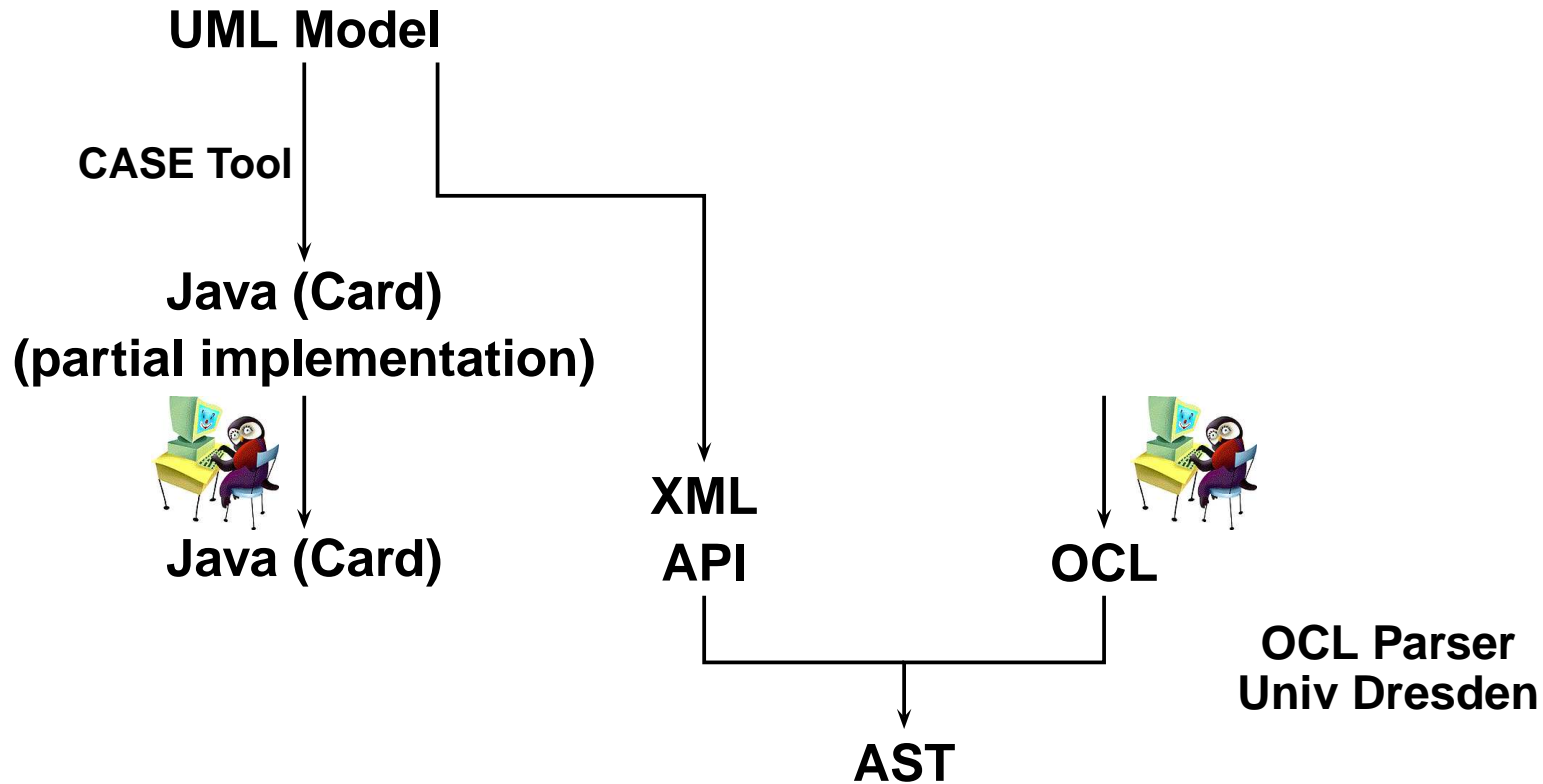 UML Model
CASE Tool
Java (Card)
(partial implementation)
Java (Card)
XML
API
OCL
OCL Parser
Univ Dresden
AST